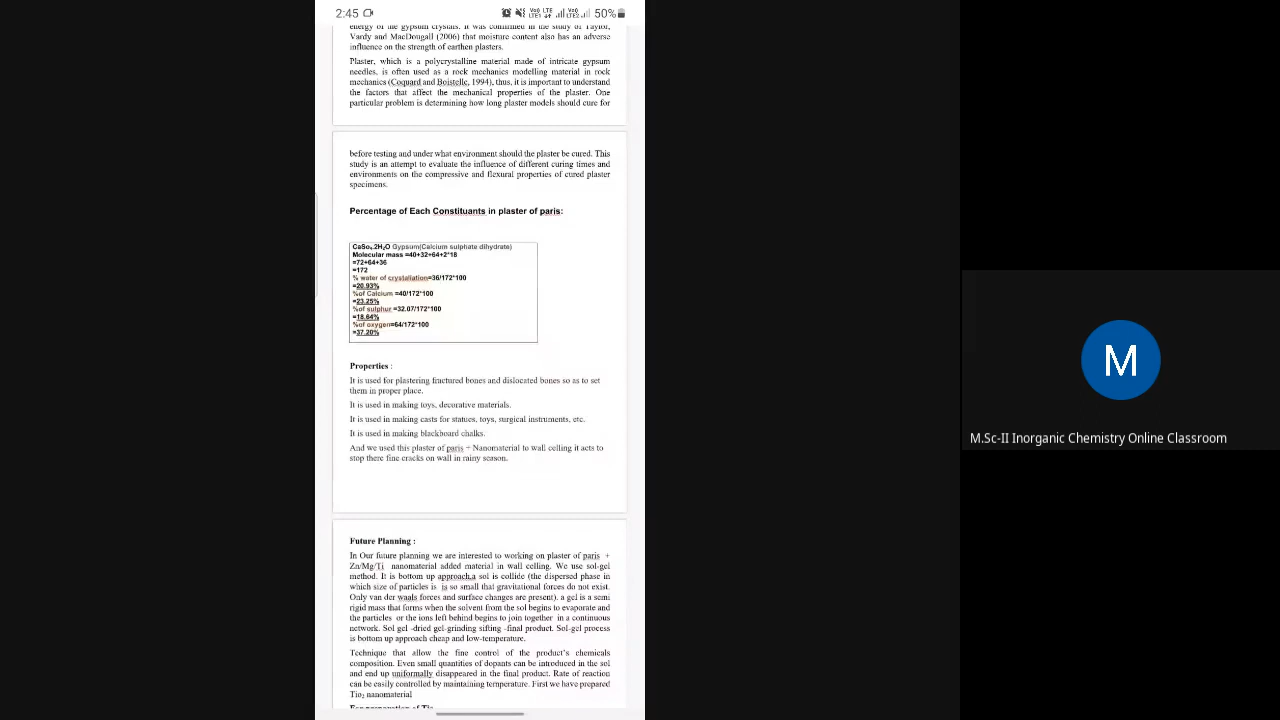 2:45
Vo) LTE1 LTE Vo) LTE2 50%
energy of the gypsum crystals. It was confirmed in the study of Taylor,
Vardy and MacDougall (2006) that moisture content also has an adverse
influence on the strength of earthen plasters.
Plaster, which is a polycrystalline material made of intricate gypsum
needles, is often used as a rock mechanics modelling material in rock
mechanics (Coquard and Boistelle, 1994), thus, it is important to understand
the factors that affect the mechanical properties of the plaster. One
particular problem is determining how long plaster models should cure for
before testing and under what environment should the plaster be cured. This
study is an attempt to evaluate the influence of different curing times and
environments on the compressive and flexural properties of cured plaster
specimens.
Percentage of Each Constituants in plaster of paris:
CaSo₄.2H₂O Gypsum(Calcium sulphate dihydrate)
Molecular mass =40+32+64+2*18
=72+64+36
=172
% water of crystallation=36/172*100
=20.93%
%of Calcium =40/172*100
=23.25%
%of sulphur =32.07/172*100
=18.64%
%of oxygen=64/172*100
=37.20%
Properties :
It is used for plastering fractured bones and dislocated bones so as to set
them in proper place.
It is used in making toys, decorative materials.
It is used in making casts for statues, toys, surgical instruments, etc.
It is used in making blackboard chalks.
And we used this plaster of paris + Nanomaterial to wall celling it acts to
stop there fine cracks on wall in rainy season.
Future Planning :
In Our future planning we are interested to working on plaster of paris +
Zn/Mg/Ti nanomaterial added material in wall celling. We use sol-gel
method. It is bottom up approach,a sol is collide (the dispersed phase in
which size of particles is is so small that gravitational forces do not exist.
Only van der waals forces and surface changes are present). a gel is a semi
rigid mass that forms when the solvent from the sol begins to evaporate and
the particles or the ions left behind begins to join together in a continuous
network. Sol gel -dried gel-grinding sifting -final product. Sol-gel process
is bottom up approach cheap and low-temperature.
Technique that allow the fine control of the product's chemicals
composition. Even small quantities of dopants can be introduced in the sol
and end up uniformally disappeared in the final product. Rate of reaction
can be easily controlled by maintaining temperature. First we have prepared
Tio₂ nanomaterial
For preparation of Tio
M
M.Sc-II Inorganic Chemistry Online Classroom